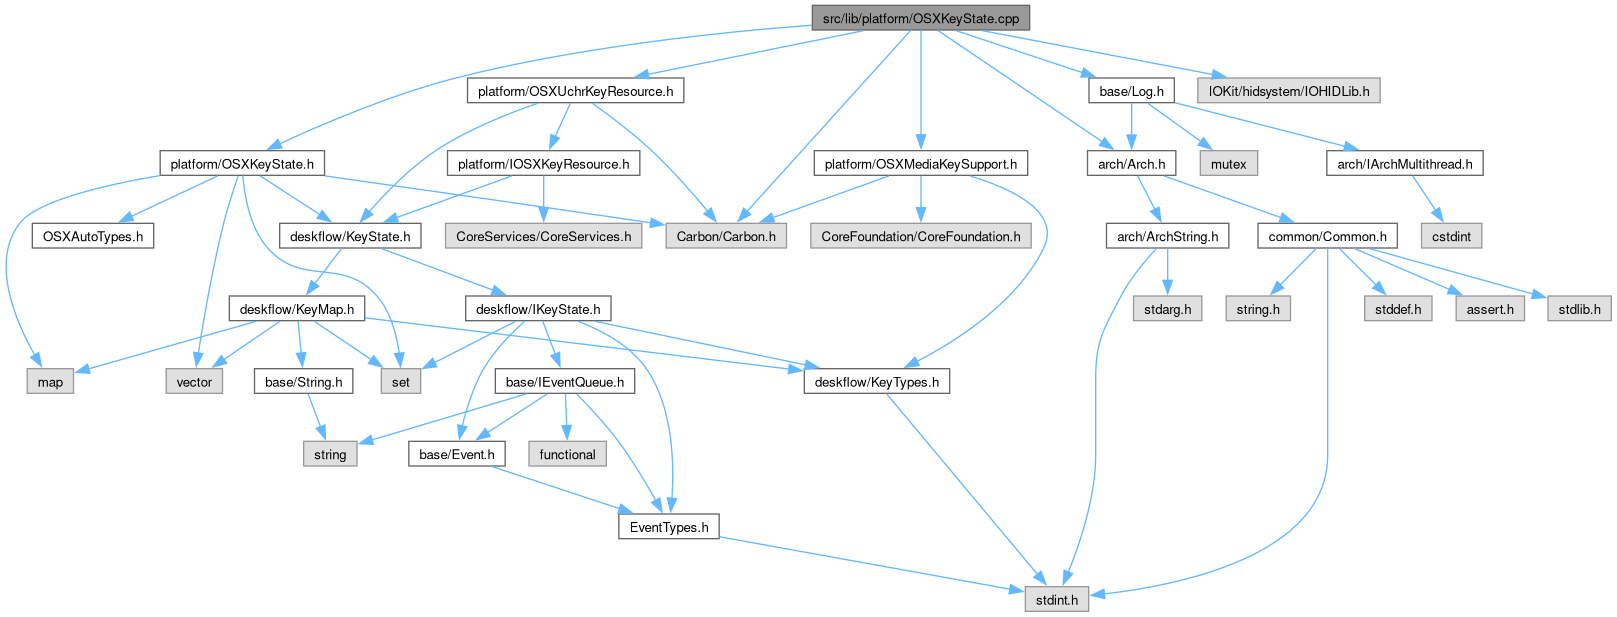 src/lib/platform/OSXKeyState.cpp
platform/OSXUchrKeyResource.h
base/Log.h
IOKit/hidsystem/IOHIDLib.h
platform/OSXKeyState.h
platform/IOSXKeyResource.h
platform/OSXMediaKeySupport.h
arch/Arch.h
mutex
arch/IArchMultithread.h
OSXAutoTypes.h
deskflow/KeyState.h
CoreServices/CoreServices.h
Carbon/Carbon.h
CoreFoundation/CoreFoundation.h
arch/ArchString.h
common/Common.h
cstdint
deskflow/KeyMap.h
deskflow/IKeyState.h
stdarg.h
string.h
stddef.h
assert.h
stdlib.h
map
vector
base/String.h
set
base/IEventQueue.h
deskflow/KeyTypes.h
string
base/Event.h
functional
EventTypes.h
stdint.h